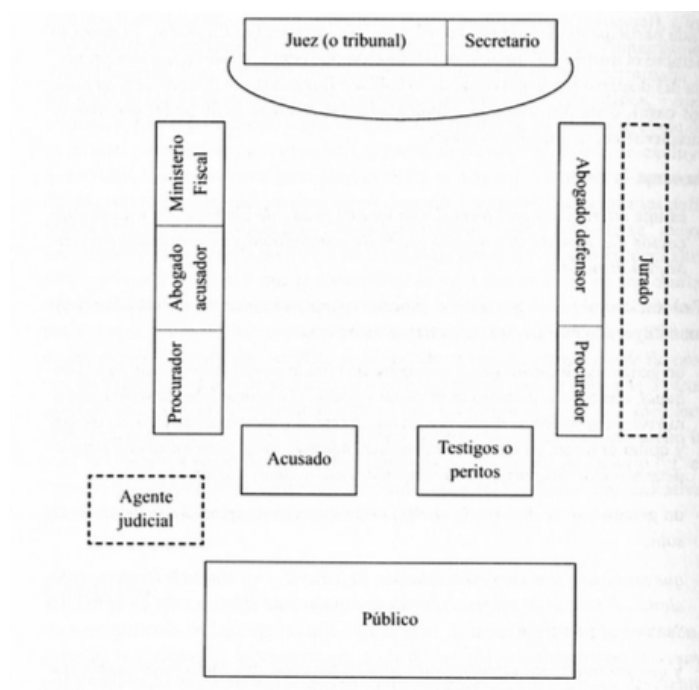 Juez (o tribunal)
Secretario
Ministerio
Fiscal
Abogado
acusador
Procurador
Abogado defensor
Procurador
Jurado
Acusado
Testigos o
peritos
Agente
judicial
Público